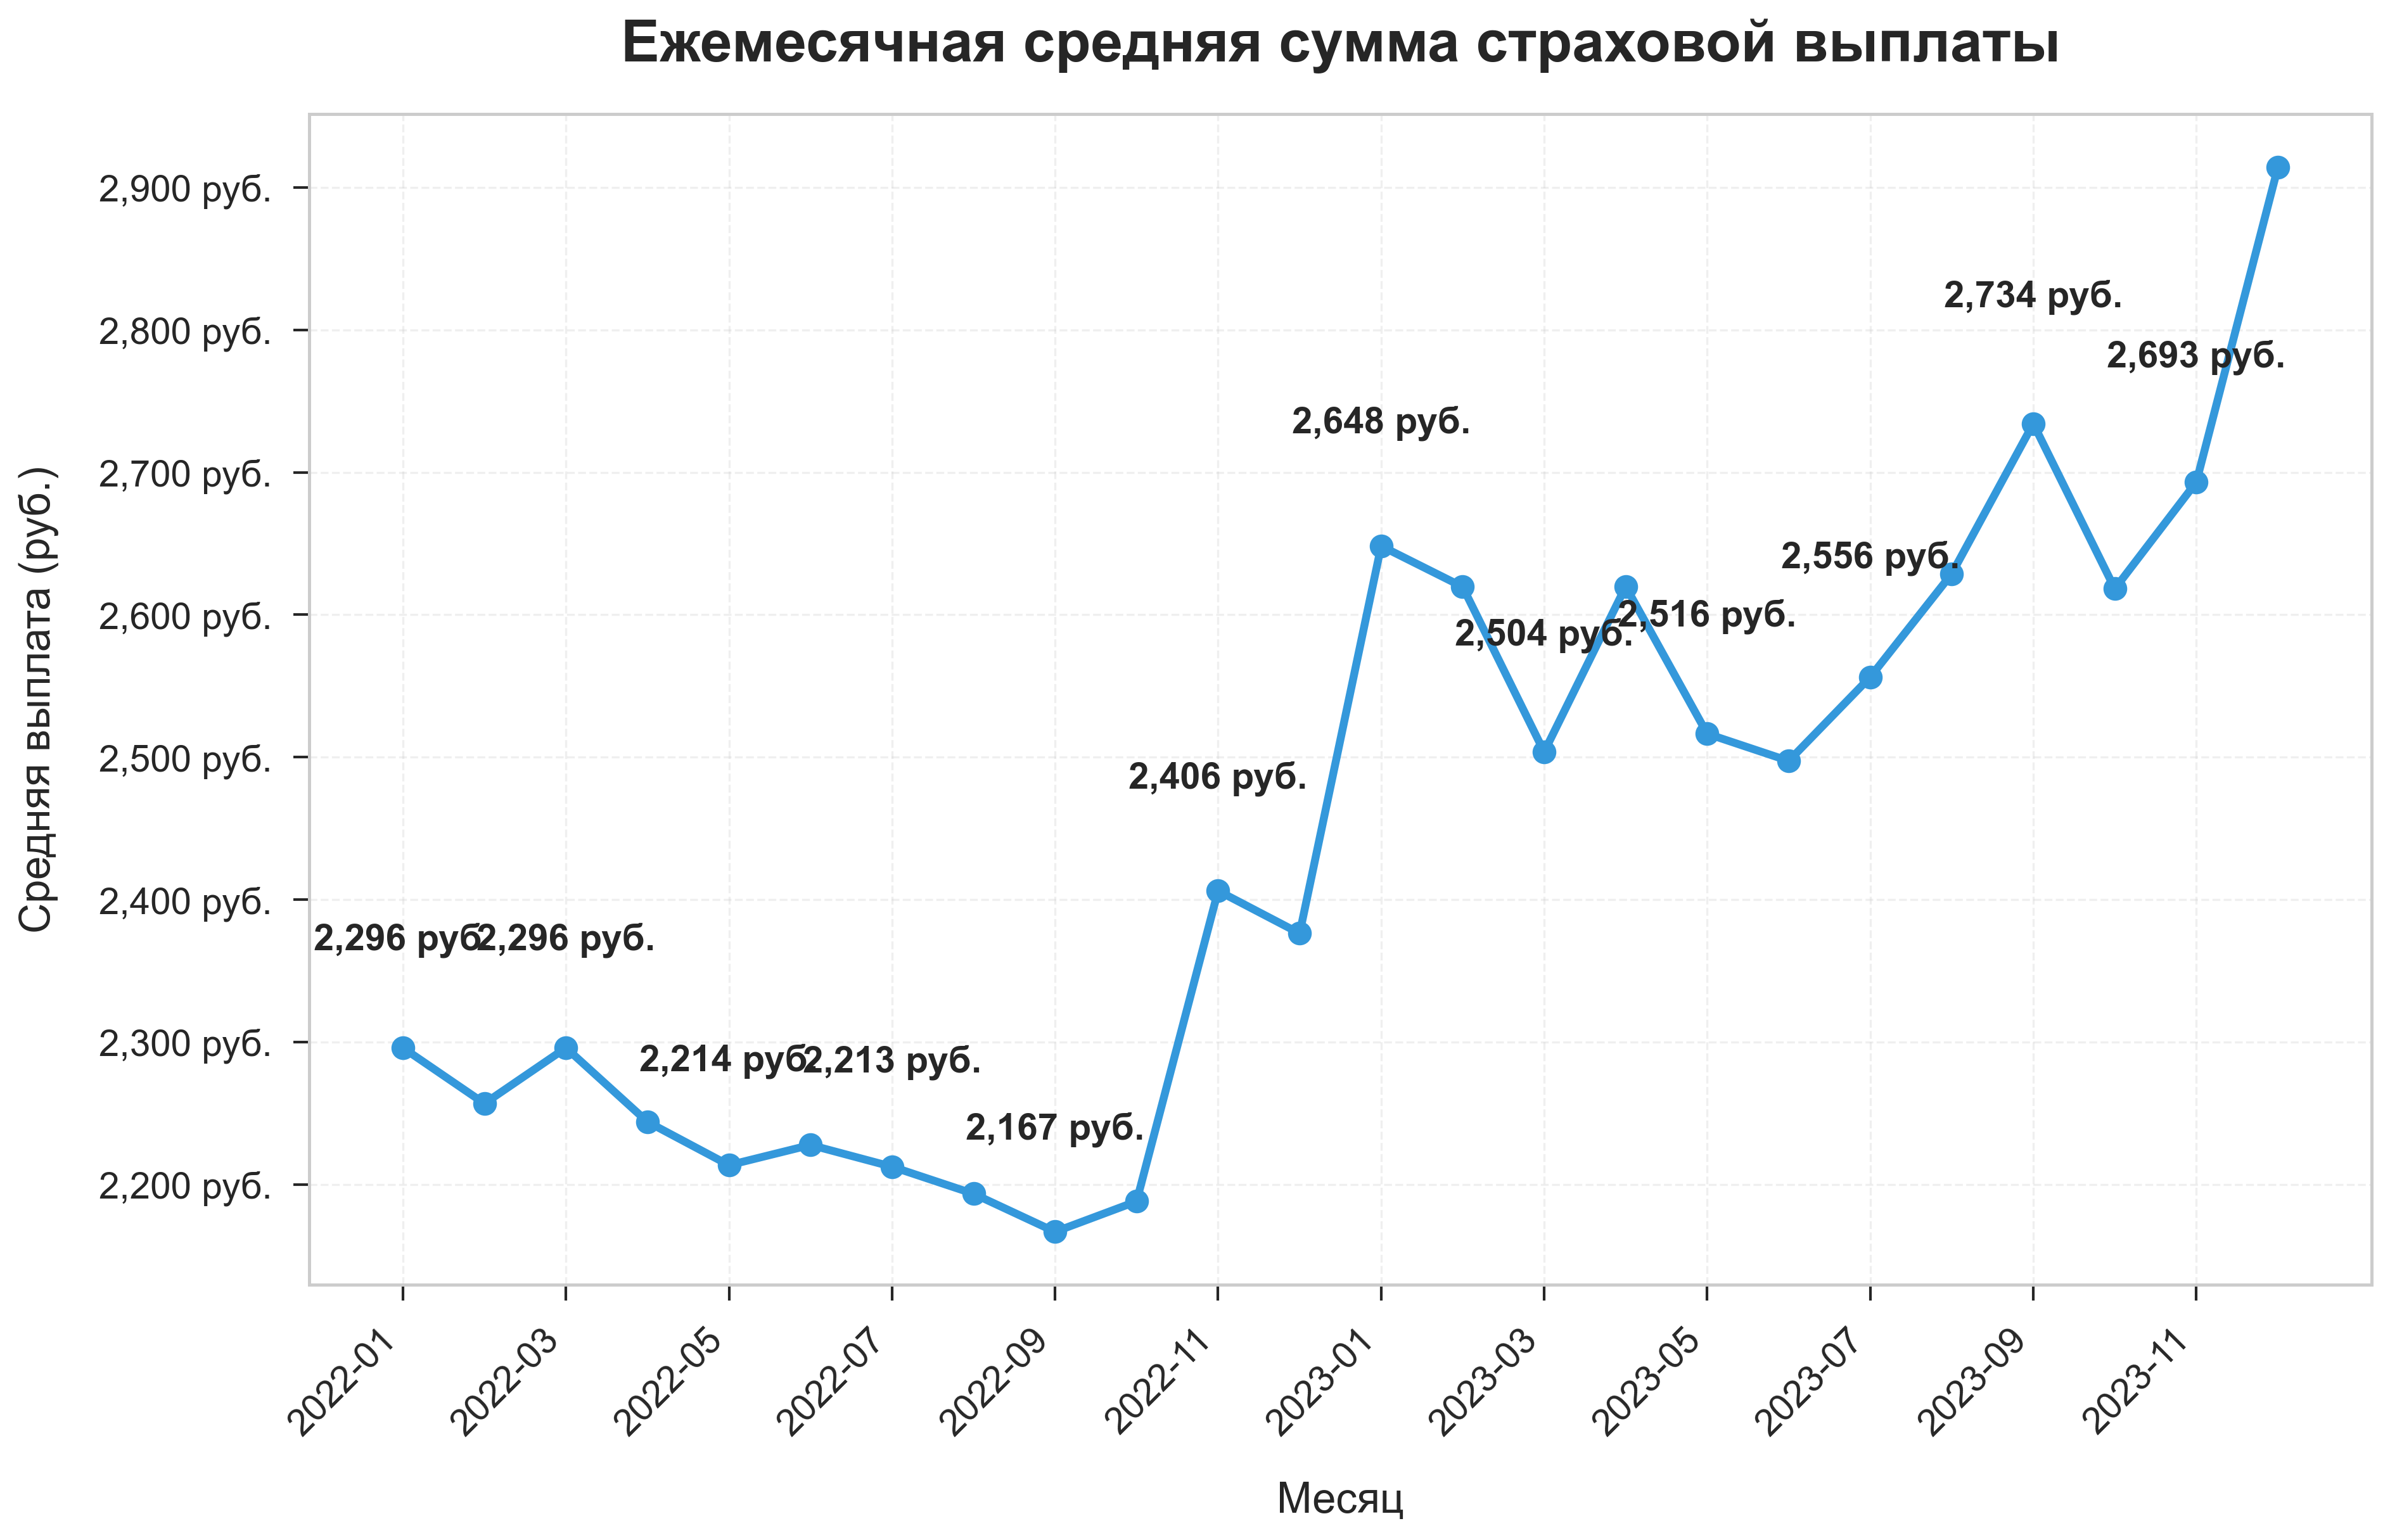 Ежемесячная средняя сумма страховой выплаты
Средняя выплата (руб.)
2,900 руб.
2,800 руб.
2,700 руб.
2,600 руб.
2,500 руб.
2,400 руб.
2,300 руб.
2,200 руб.
2,296 руб.
2,296 руб.
2,214 руб.
2,213 руб.
2,167 руб.
2,406 руб.
2,648 руб.
2,504 руб.
2,516 руб.
2,556 руб.
2,734 руб.
2,693 руб.
2022-01
2022-03
2022-05
2022-07
2022-09
2022-11
2023-01
2023-03
2023-05
2023-07
2023-09
2023-11
Месяц